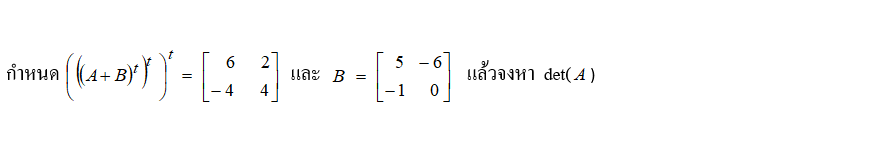 กำหนด (((A+B)^t)^t)^t = [6 2; -4 4] และ B = [5 -6; -1 0] แล้วจงหา det(A)